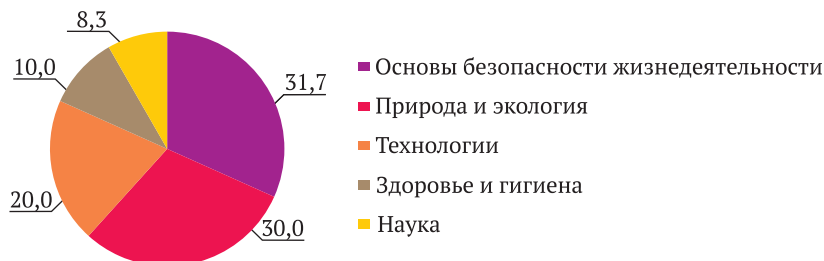 8,3
10,0
31,7
20,0
30,0
Основы безопасности жизнедеятельности
Природа и экология
Технологии
Здоровье и гигиена
Наука